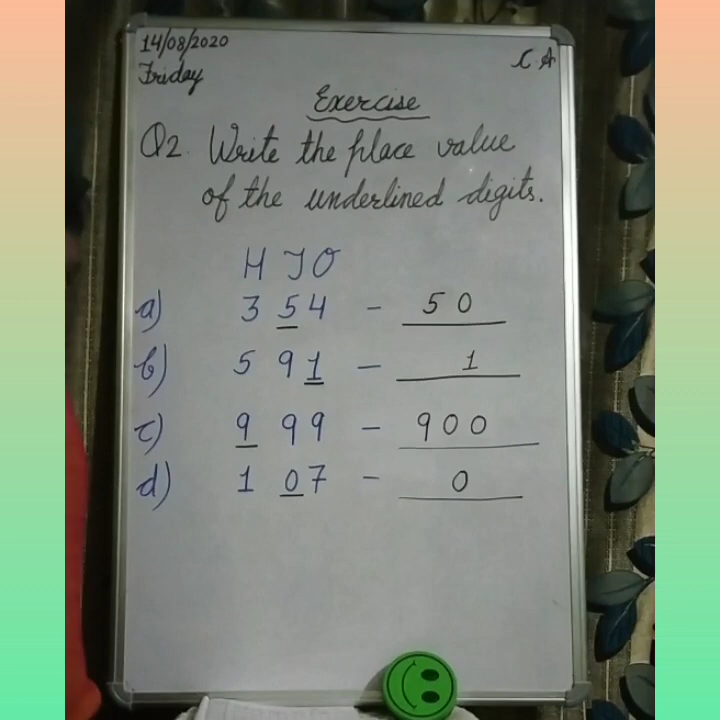 14/08/2020
Friday
C.A
Exercise
Q2. Write the place value
of the underlined digits.
H T O
a) 3 5 4 - 50
b) 5 9 1 - 1
c) 9 9 9 - 900
d) 1 0 7 - 0